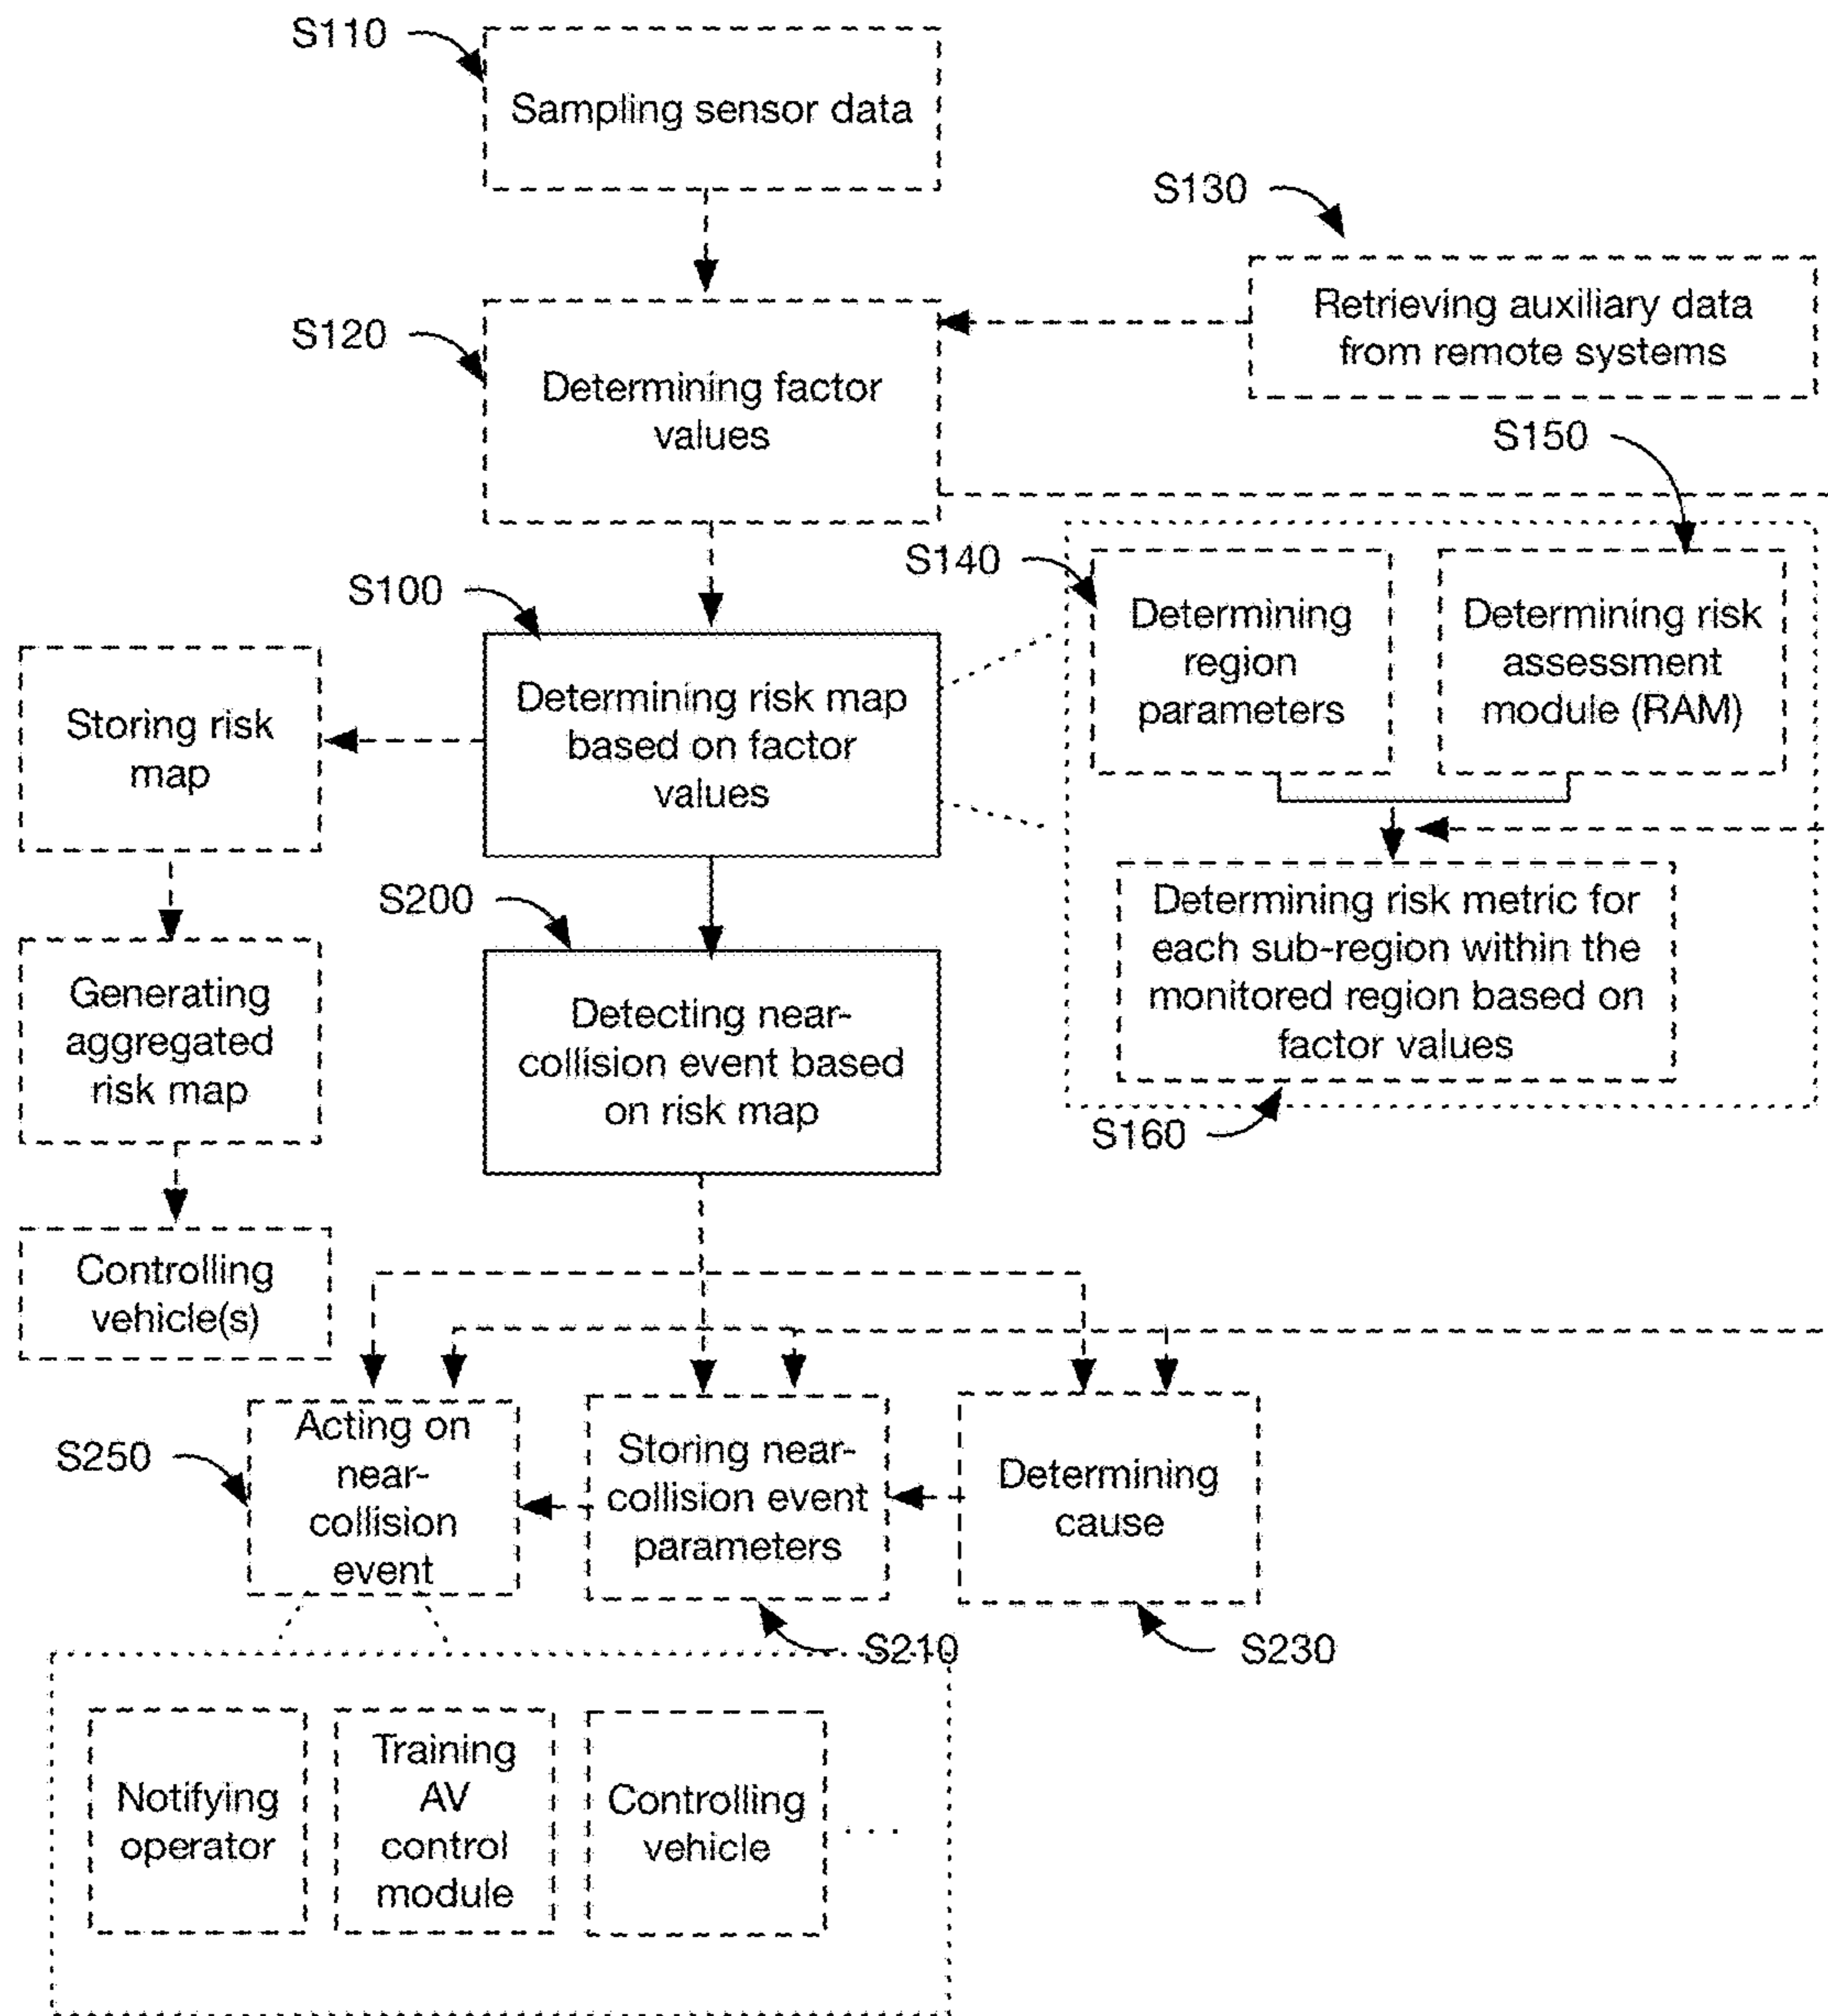 S110
Sampling sensor data
S130
Retrieving auxiliary data
from remote systems
S120
Determining factor
values
S150
S140
Determining
region
parameters
Determining risk
assessment
module (RAM)
S100
Determining risk map
based on factor
values
Storing risk
map
S200
Determining risk metric for
each sub-region within the
monitored region based on
factor values
S160
Generating
aggregated
risk map
Detecting near-
collision event based
on risk map
Controlling
vehicle(s)
S250
Acting on
near-
collision
event
Storing near-
collision event
parameters
Determining
cause
S210
S230
Notifying
operator
Training
AV
control
module
Controlling
vehicle
...